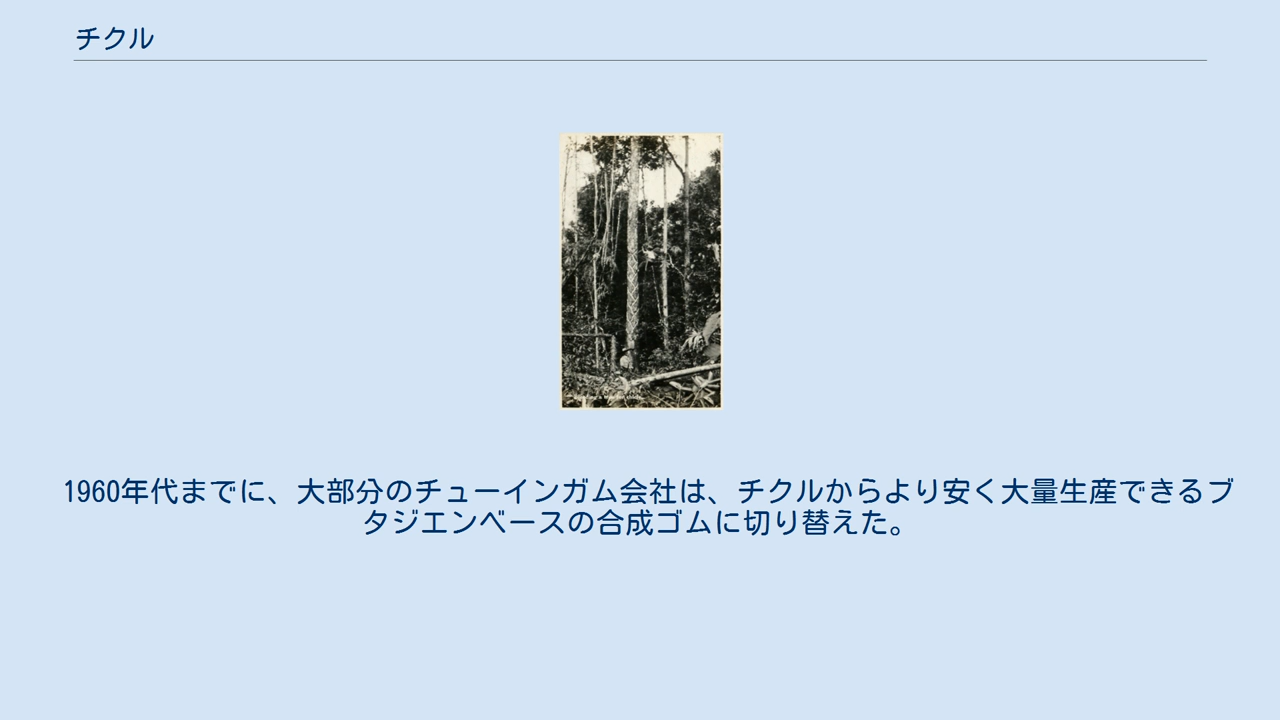 チクル
1960年代までに、大部分のチューインガム会社は、チクルからより安く大量生産できるブ
タジエンベースの合成ゴムに切り替えた。